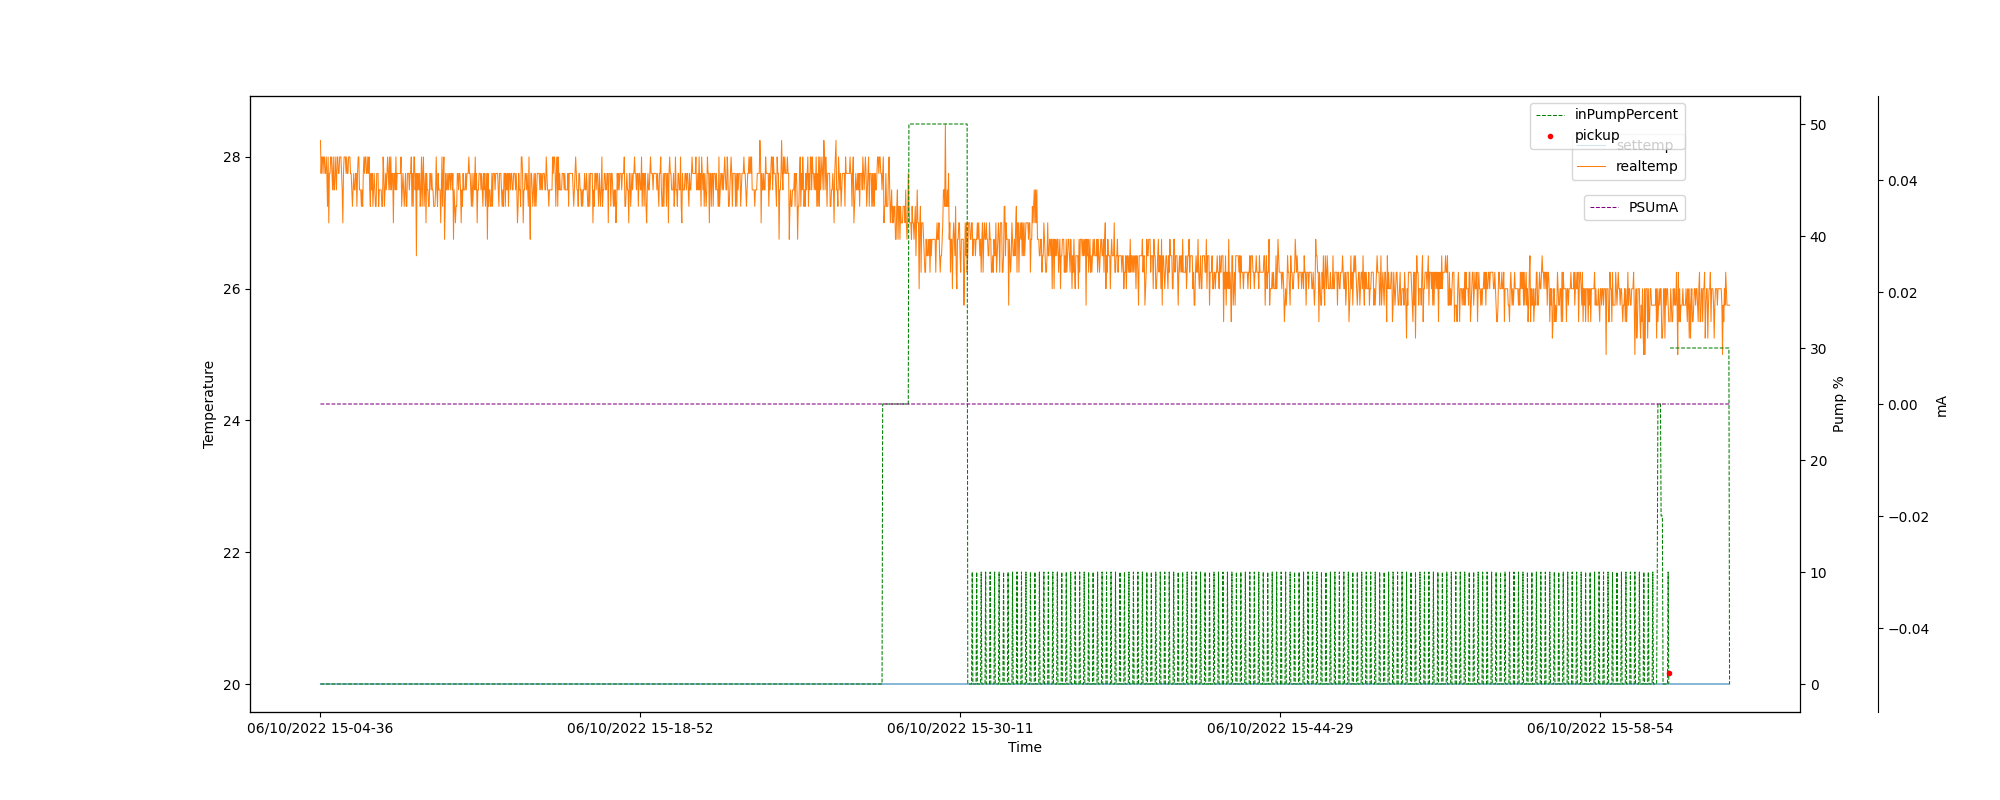 inPumpPercent
pickup
settemp
realtemp
PSUmA
28
26
24
22
20
Temperature
50
40
30
20
10
0
Pump %
0.04
0.02
0.00
−0.02
−0.04
mA
06/10/2022 15-04-36
06/10/2022 15-18-52
06/10/2022 15-30-11
06/10/2022 15-44-29
06/10/2022 15-58-54
Time